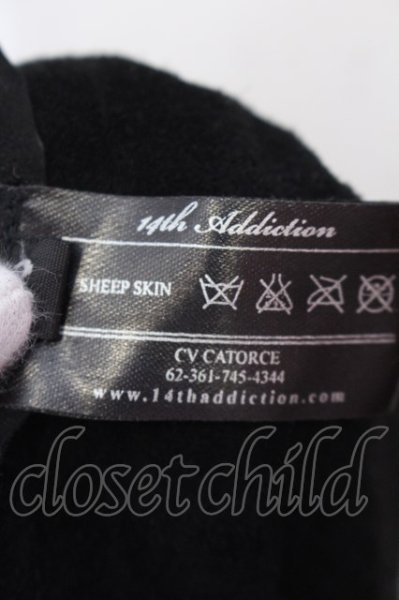 14th Addiction
SHEEP SKIN
CV CATORCE
62-361-745-4344
www.14thaddiction.com
closet child